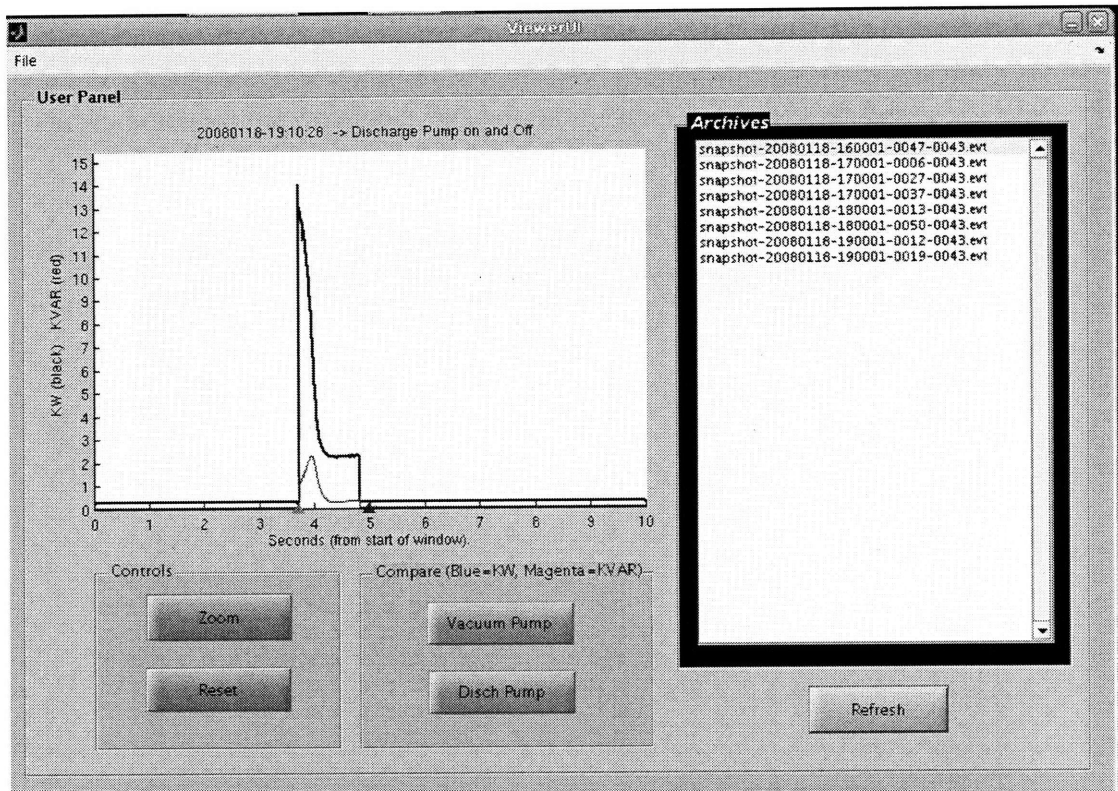 ViewerUI
File
User Panel
20080118-19:10:28 -> Discharge Pump on and Off.
KW (black) KVAR (red)
15
14
13
12
11
10
9
8
7
6
5
4
3
2
1
0
0 1 2 3 4 5 6 7 8 9 10
Seconds (from start of window).
Archives
snapshot-20080118-160001-0047-0043.evt
snapshot-20080118-170001-0006-0043.evt
snapshot-20080118-170001-0027-0043.evt
snapshot-20080118-170001-0037-0043.evt
snapshot-20080118-180001-0013-0043.evt
snapshot-20080118-180001-0050-0043.evt
snapshot-20080118-190001-0012-0043.evt
snapshot-20080118-190001-0019-0043.evt
Controls
Zoom
Reset
Compare (Blue=KW, Magenta=KVAR)
Vacuum Pump
Disch Pump
Refresh